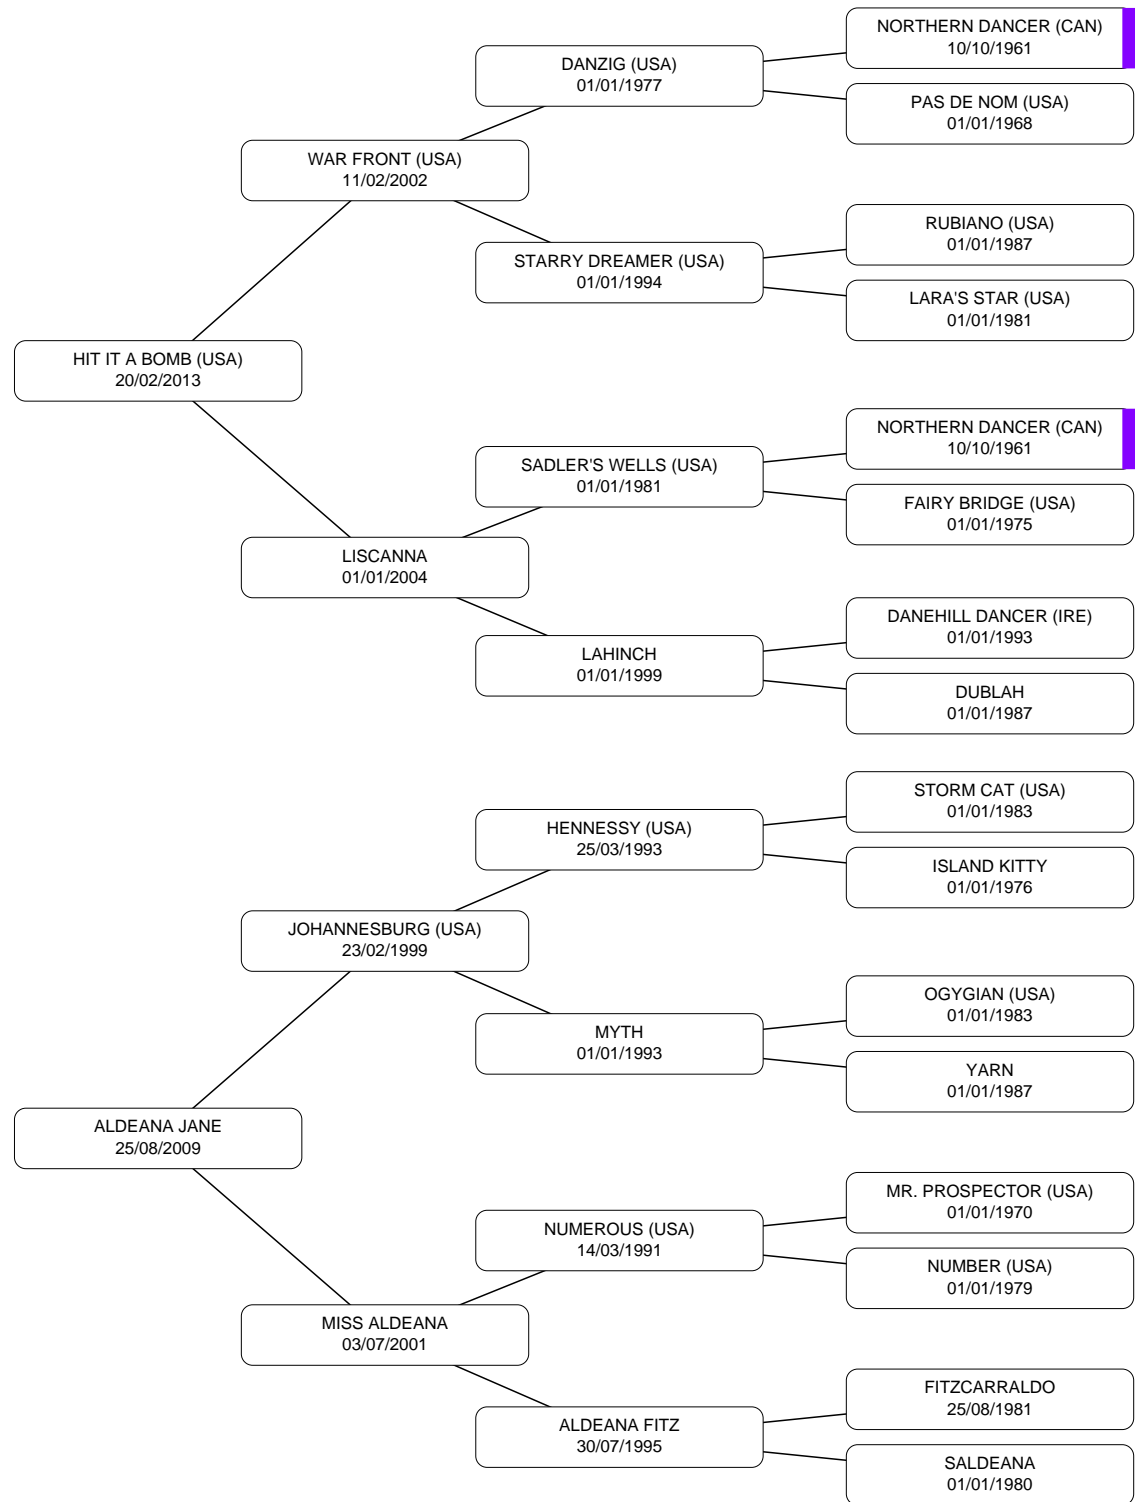 NORTHERN DANCER (CAN)
10/10/1961
DANZIG (USA)
01/01/1977
PAS DE NOM (USA)
01/01/1968
WAR FRONT (USA)
11/02/2002
RUBIANO (USA)
01/01/1987
STARRY DREAMER (USA)
01/01/1994
LARA'S STAR (USA)
01/01/1981
HIT IT A BOMB (USA)
20/02/2013
NORTHERN DANCER (CAN)
10/10/1961
SADLER'S WELLS (USA)
01/01/1981
FAIRY BRIDGE (USA)
01/01/1975
LISCANNA
01/01/2004
DANEHILL DANCER (IRE)
01/01/1993
LAHINCH
01/01/1999
DUBLAH
01/01/1987
STORM CAT (USA)
01/01/1983
HENNESSY (USA)
25/03/1993
ISLAND KITTY
01/01/1976
JOHANNESBURG (USA)
23/02/1999
OGYGIAN (USA)
01/01/1983
MYTH
01/01/1993
YARN
01/01/1987
ALDEANA JANE
25/08/2009
MR. PROSPECTOR (USA)
01/01/1970
NUMEROUS (USA)
14/03/1991
NUMBER (USA)
01/01/1979
MISS ALDEANA
03/07/2001
FITZCARRALDO
25/08/1981
ALDEANA FITZ
30/07/1995
SALDEANA
01/01/1980